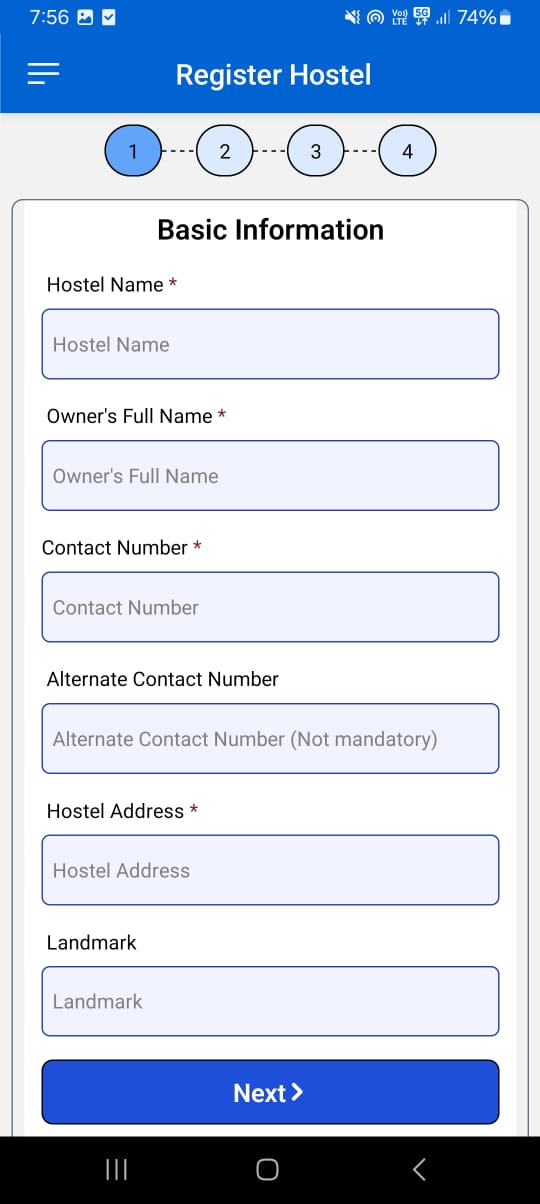 7:56 Vo) LTE 5G 74%
Register Hostel
1 2 3 4
Basic Information
Hostel Name *
Hostel Name
Owner's Full Name *
Owner's Full Name
Contact Number *
Contact Number
Alternate Contact Number
Alternate Contact Number (Not mandatory)
Hostel Address *
Hostel Address
Landmark
Landmark
Next